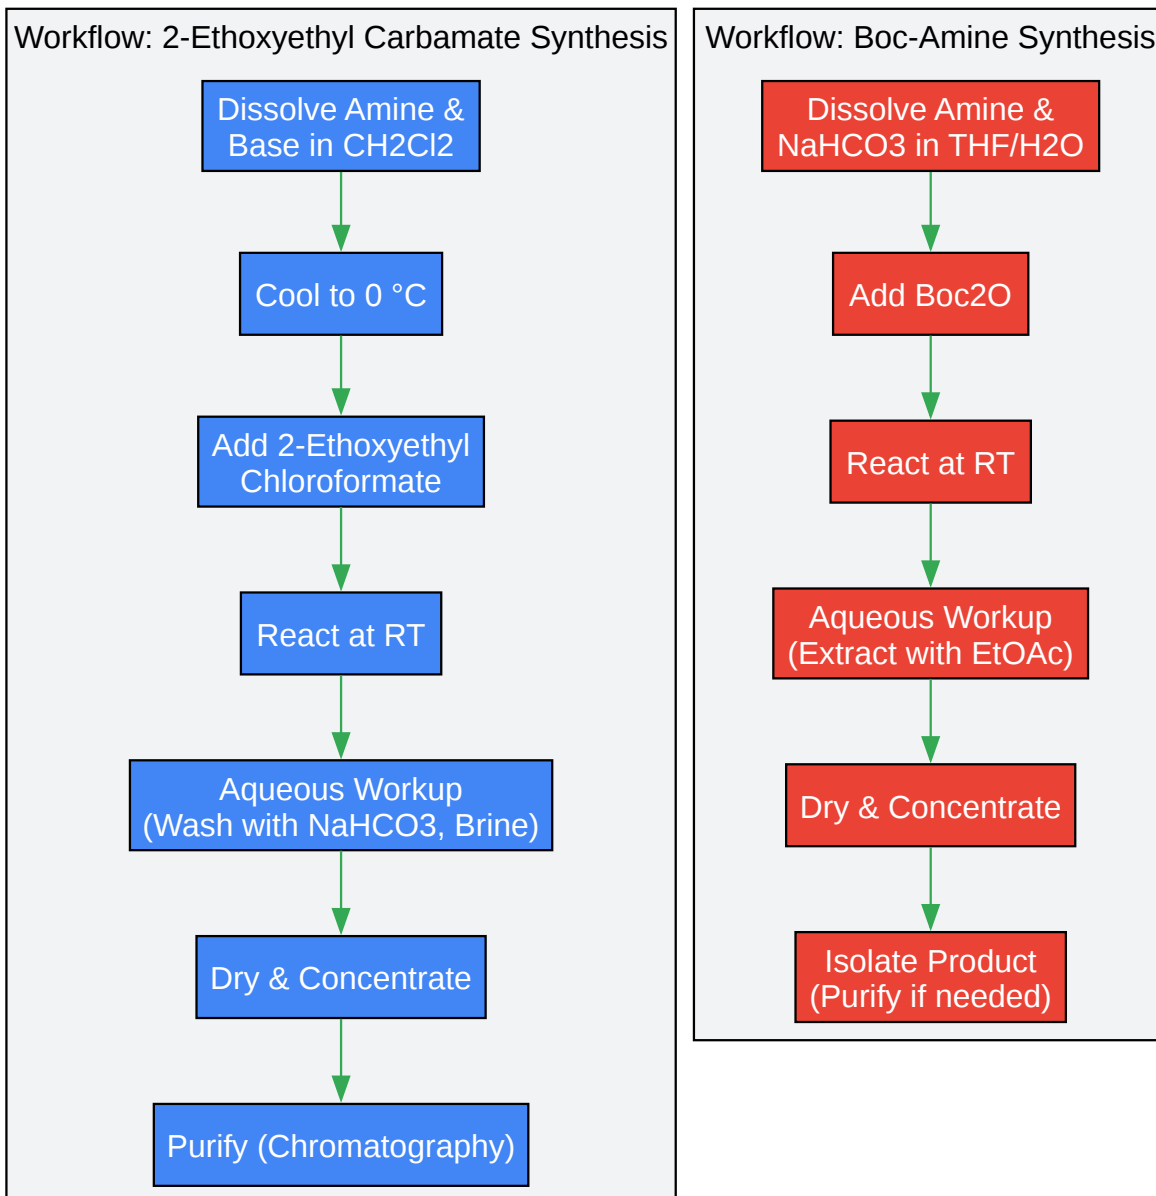 Workflow: 2-Ethoxyethyl Carbamate Synthesis
Dissolve Amine &
Base in CH2Cl2
Cool to 0 °C
Add 2-Ethoxyethyl
Chloroformate
React at RT
Aqueous Workup
(Wash with NaHCO3, Brine)
Dry & Concentrate
Purify (Chromatography)
Workflow: Boc-Amine Synthesis
Dissolve Amine &
NaHCO3 in THF/H2O
Add Boc2O
React at RT
Aqueous Workup
(Extract with EtOAc)
Dry & Concentrate
Isolate Product
(Purify if needed)